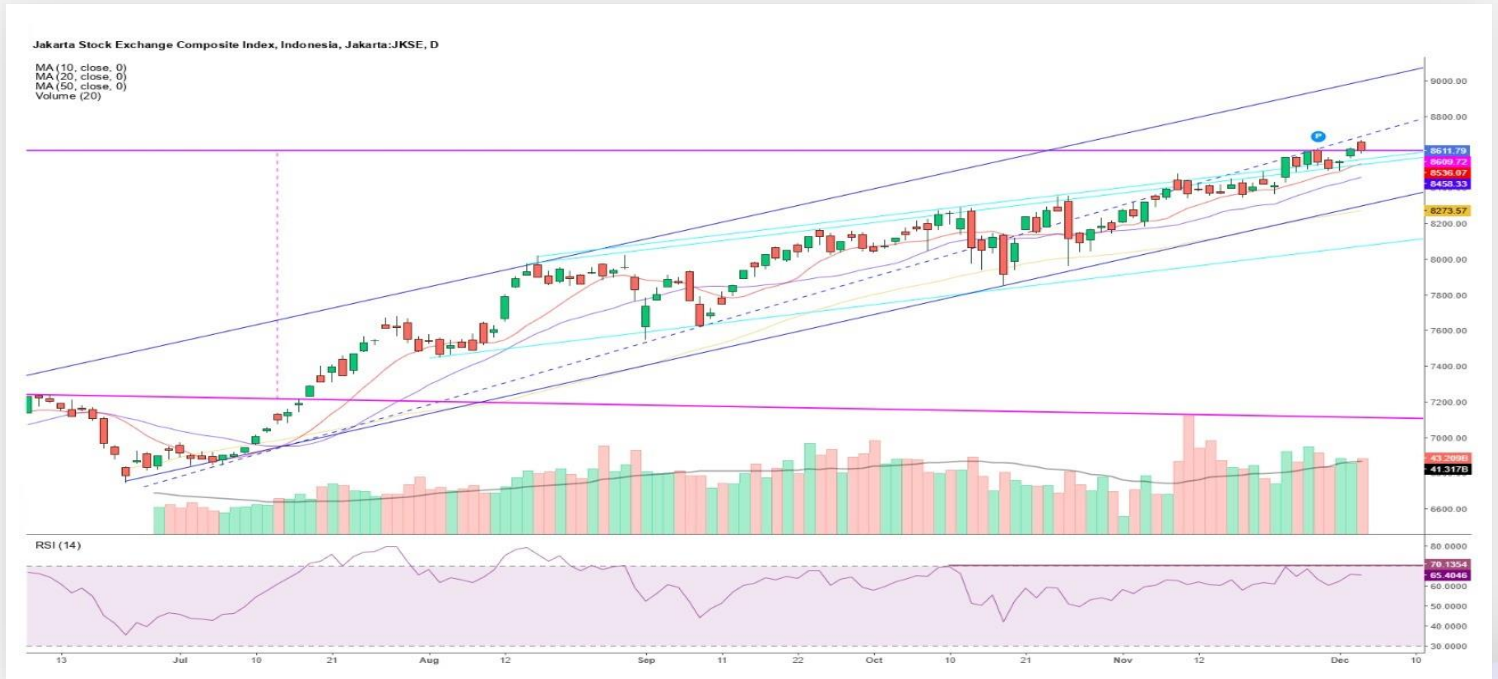 Jakarta Stock Exchange Composite Index, Indonesia, Jakarta:JKSE, D
MA (10, close, 0)
MA (20, close, 0)
MA (50, close, 0)
Volume (20)
9000.00
8800.00
P
8611.79
8609.72
8536.07
8458.33
8273.57
8200.00
8000.00
7800.00
7600.00
7400.00
7200.00
7000.00
43.209B
41.317B
6600.00
RSI (14)
80.0000
70.1354
65.4046
60.0000
50.0000
40.0000
30.0000
13 Jul 10 21 Aug 12 Sep 11 22 Oct 10 21 Nov 12 Dec 10